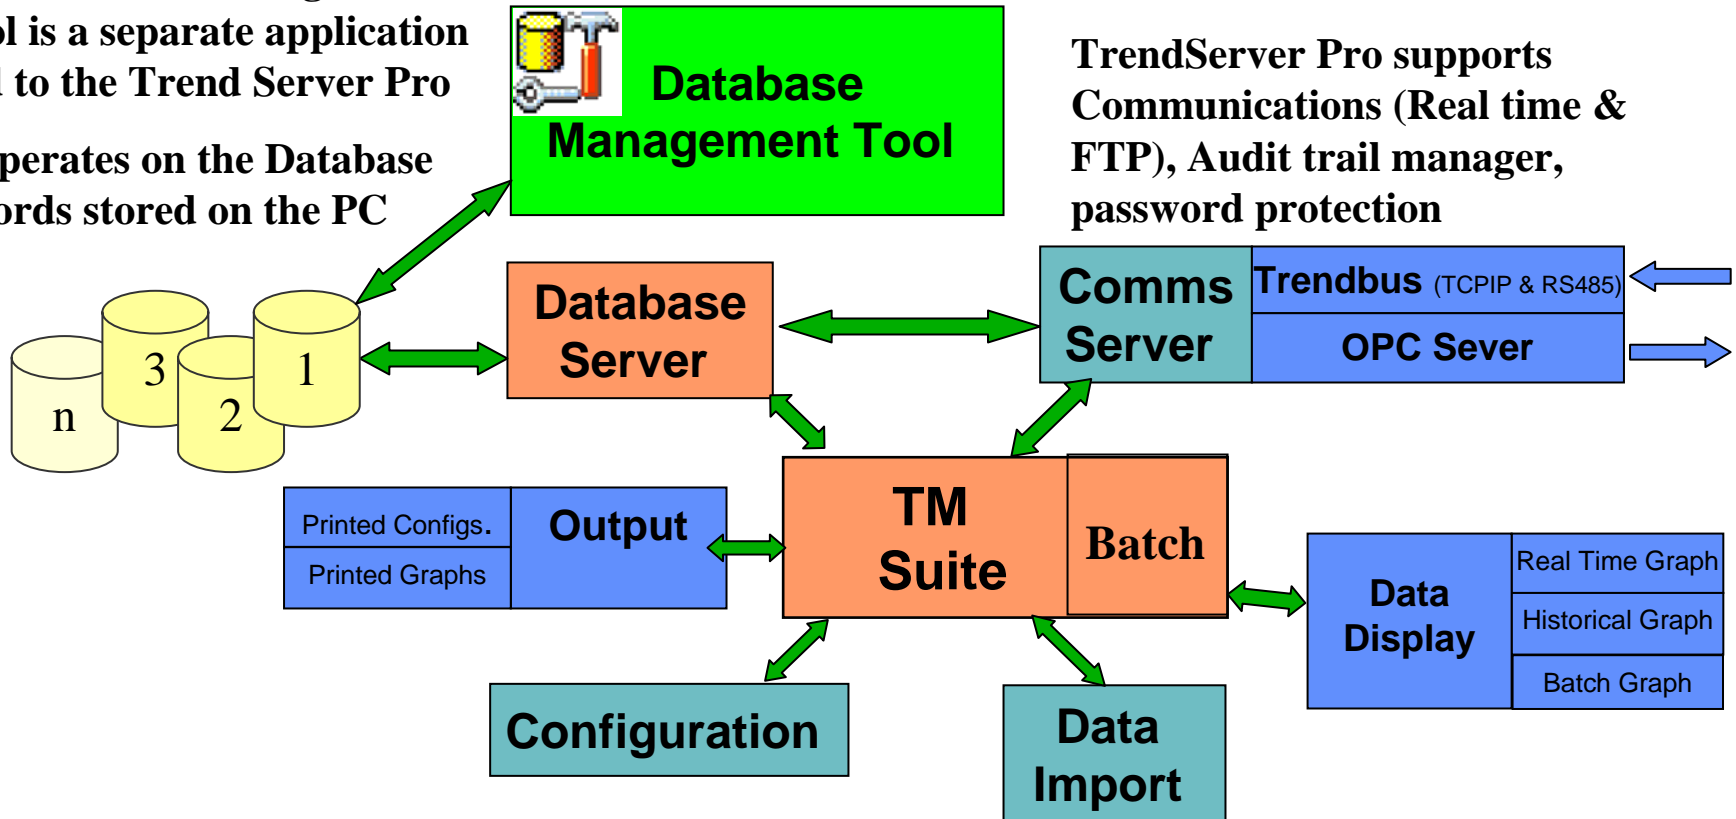 is a separate application
to the Trend Server Pro
on the Database
stored on the PC
Database
Management Tool
TrendServer Pro supports
Communications (Real time &
FTP), Audit trail manager,
password protection
Database
Server
Comms
Server
Trendbus (TCPIP & RS485)
OPC Sever
n
3
2
1
Printed Configs.
Printed Graphs
Output
TM
Suite
Batch
Data
Display
Real Time Graph
Historical Graph
Batch Graph
Configuration
Data
Import